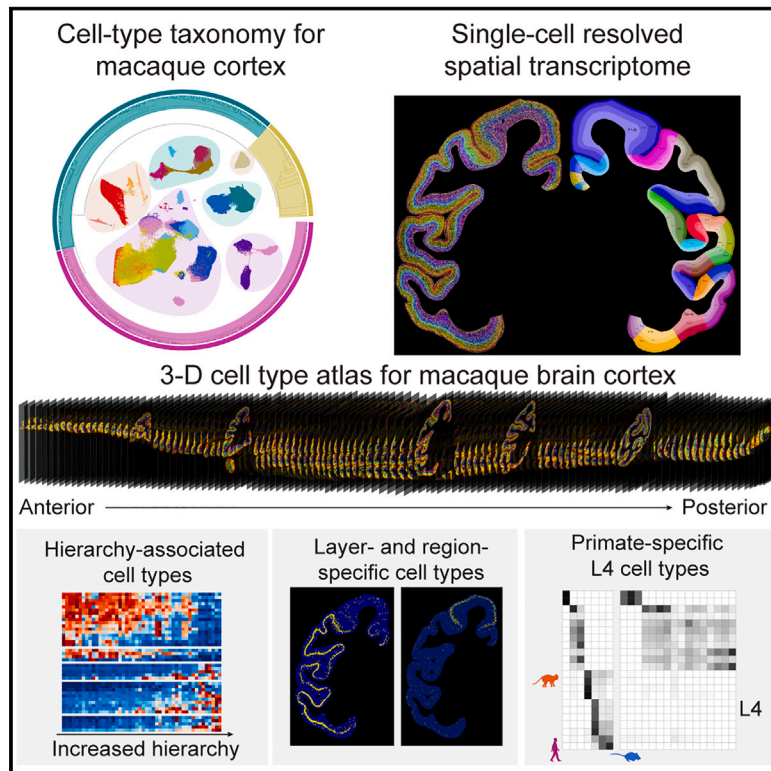 Cell-type taxonomy for
macaque cortex
Single-cell resolved
spatial transcriptome
3-D cell type atlas for macaque brain cortex
Anterior
Posterior
Hierarchy-associated
cell types
Increased hierarchy
Layer- and region-
specific cell types
Primate-specific
L4 cell types
L4